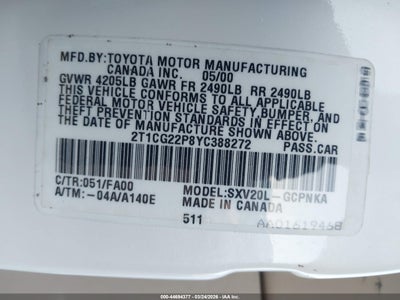 MFD.BY:TOYOTA MOTOR MANUFACTURING
CANADA INC. 05/00
GVWR 4205LB GAWR FR 2490LB RR 2490LB
THIS VEHICLE CONFORMS TO ALL APPLICABLE
FEDERAL MOTOR VEHICLE SAFETY, BUMPER, AND
THEFT PREVENTION STANDARDS IN EFFECT ON
THE DATE OF MANUFACTURE SHOWN ABOVE.
2T1CG22P8YC388272 PASS.CAR
C/TR:051/FA00 MODEL:SXV20L-GCPNKA
A/TM:-04A/A140E MADE IN CANADA
511 AA01619468
000-44694377 - 03/24/2026 - IAA